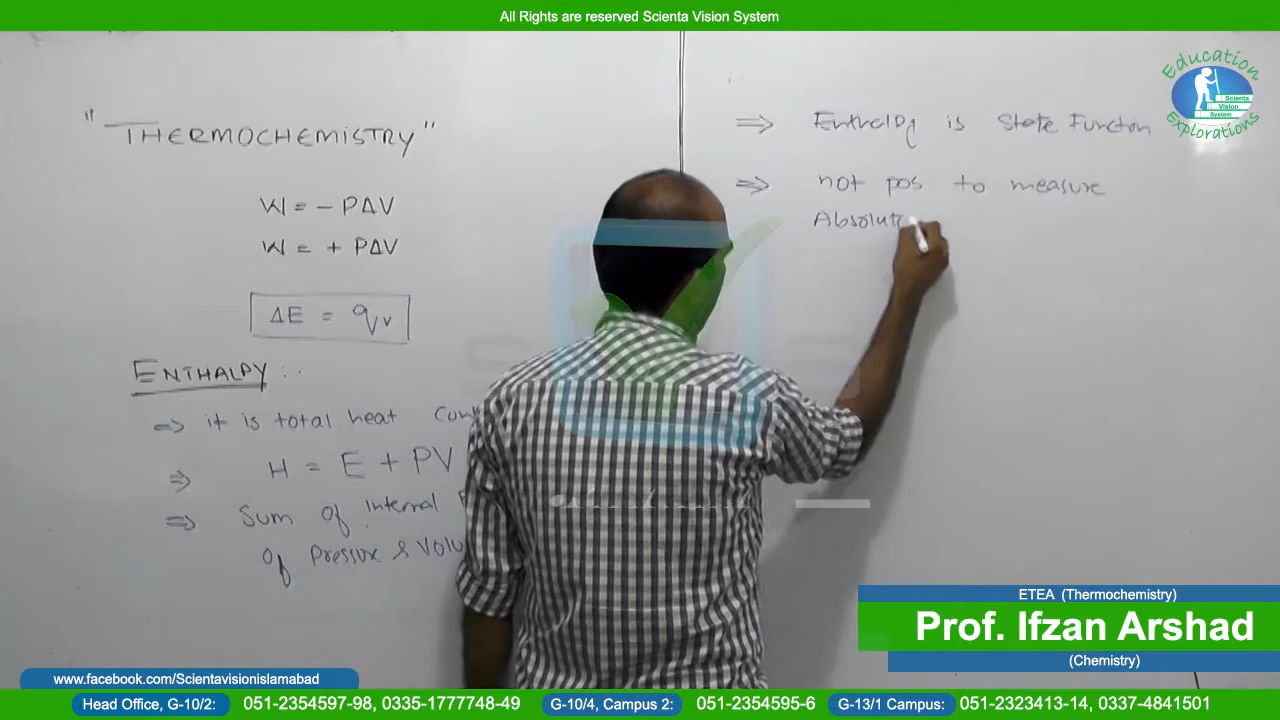 All Rights are reserved Scienta Vision System
Education
Scienta
Vision
System
Explorations
"THERMOCHEMISTRY"
W = - PΔV
W = + PΔV
ΔE = qv
ENTHALPY :.
⇒ it is total heat
⇒ H = E + PV
⇒ Sum of Internal
of Pressure & Volu
⇒ Enthalpy is State Function
⇒ not pos to measure
Absolute
ETEA (Thermochemistry)
Prof. Ifzan Arshad
(Chemistry)
www.facebook.com/Scientavisionislamabad
Head Office, G-10/2: 051-2354597-98, 0335-1777748-49 G-10/4, Campus 2: 051-2354595-6 G-13/1 Campus: 051-2323413-14, 0337-4841501